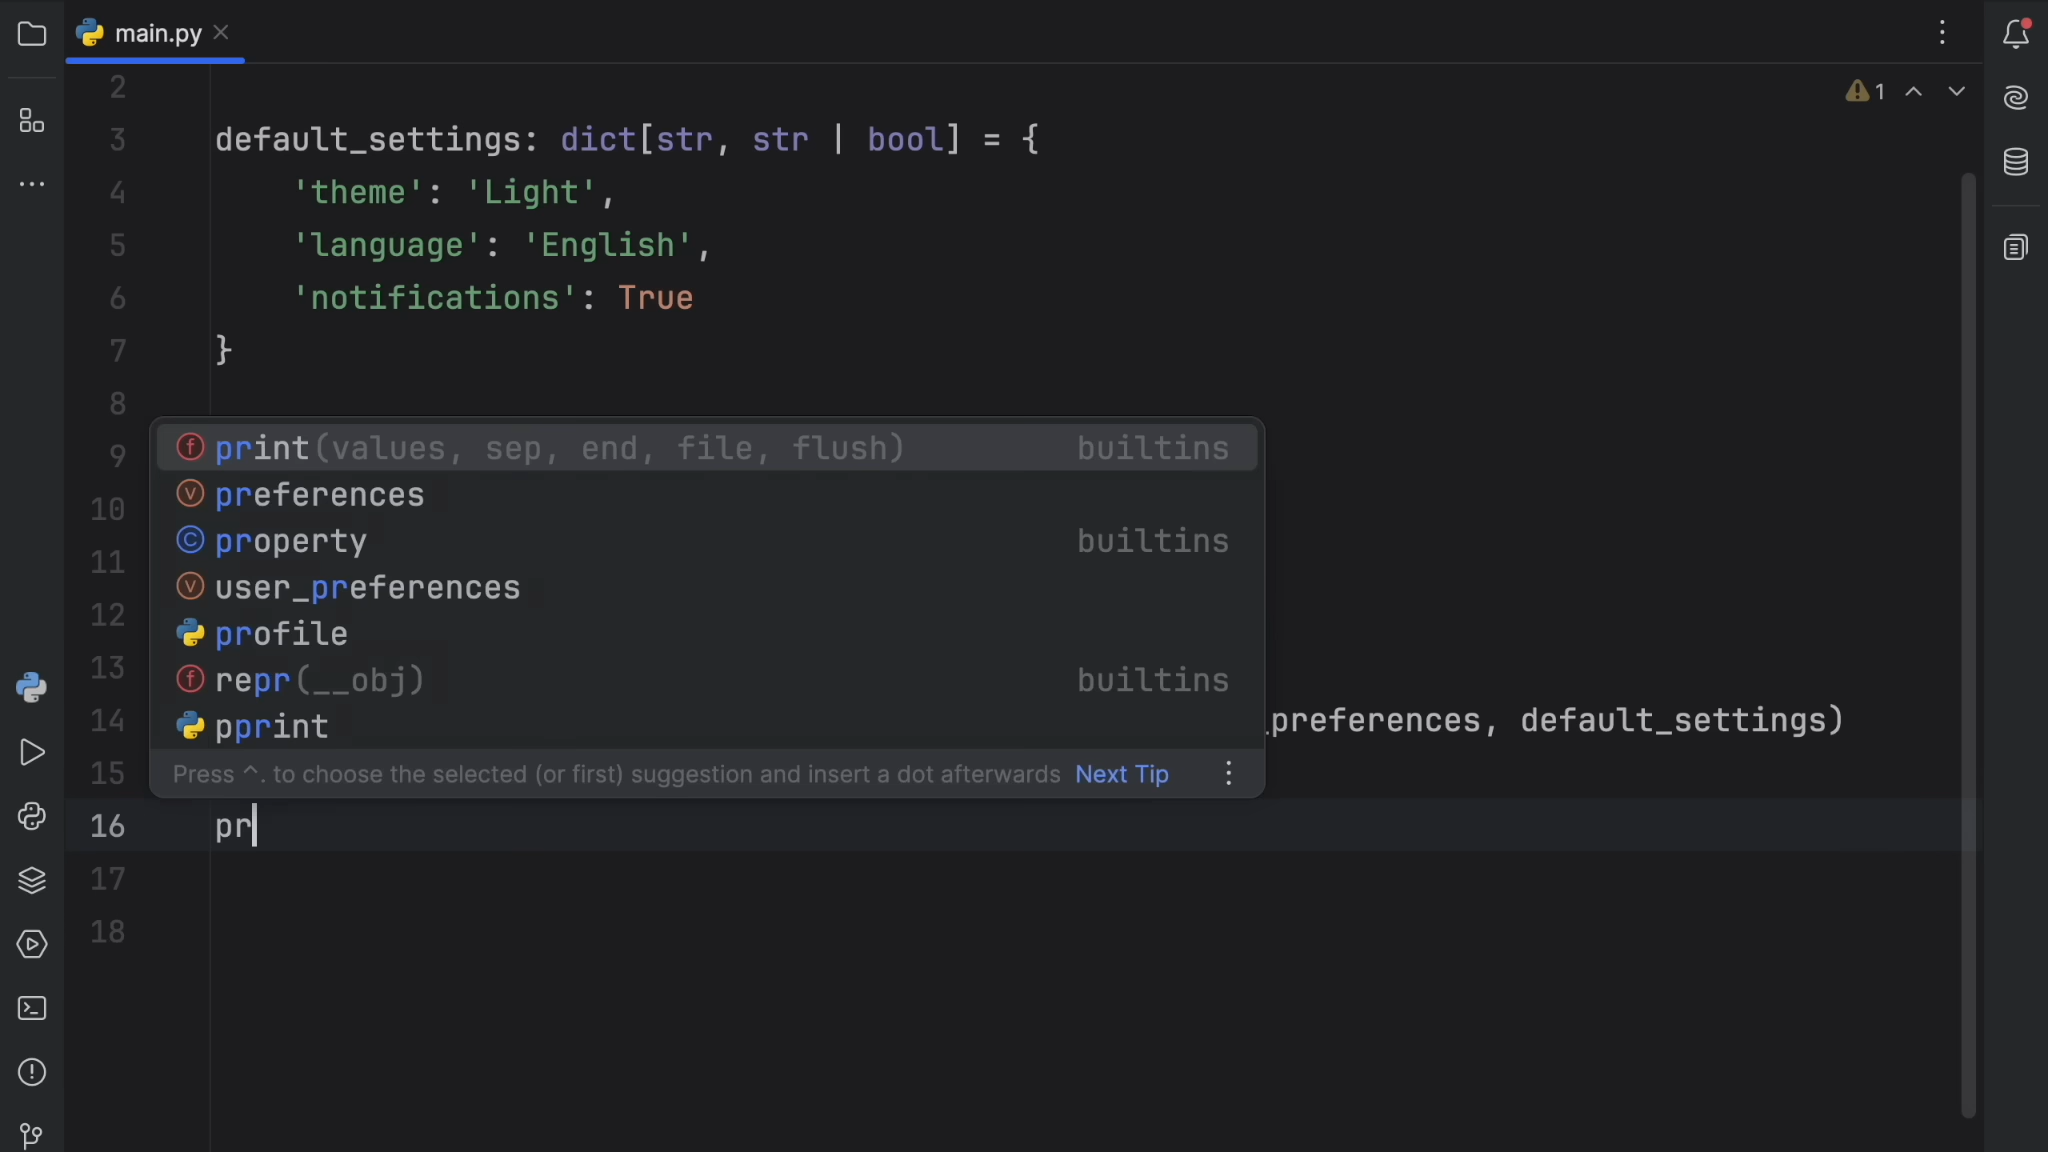 main.py
2
1
3 default_settings: dict[str, str | bool] = {
4 'theme': 'Light',
5 'language': 'English',
6 'notifications': True
7 }
8
9 print(values, sep, end, file, flush) builtins
10 preferences
11 property builtins
12 user_preferences
profile
13 repr(__obj) builtins
14 pprint preferences, default_settings)
15 Press ^. to choose the selected (or first) suggestion and insert a dot afterwards Next Tip
16 pr
17
18